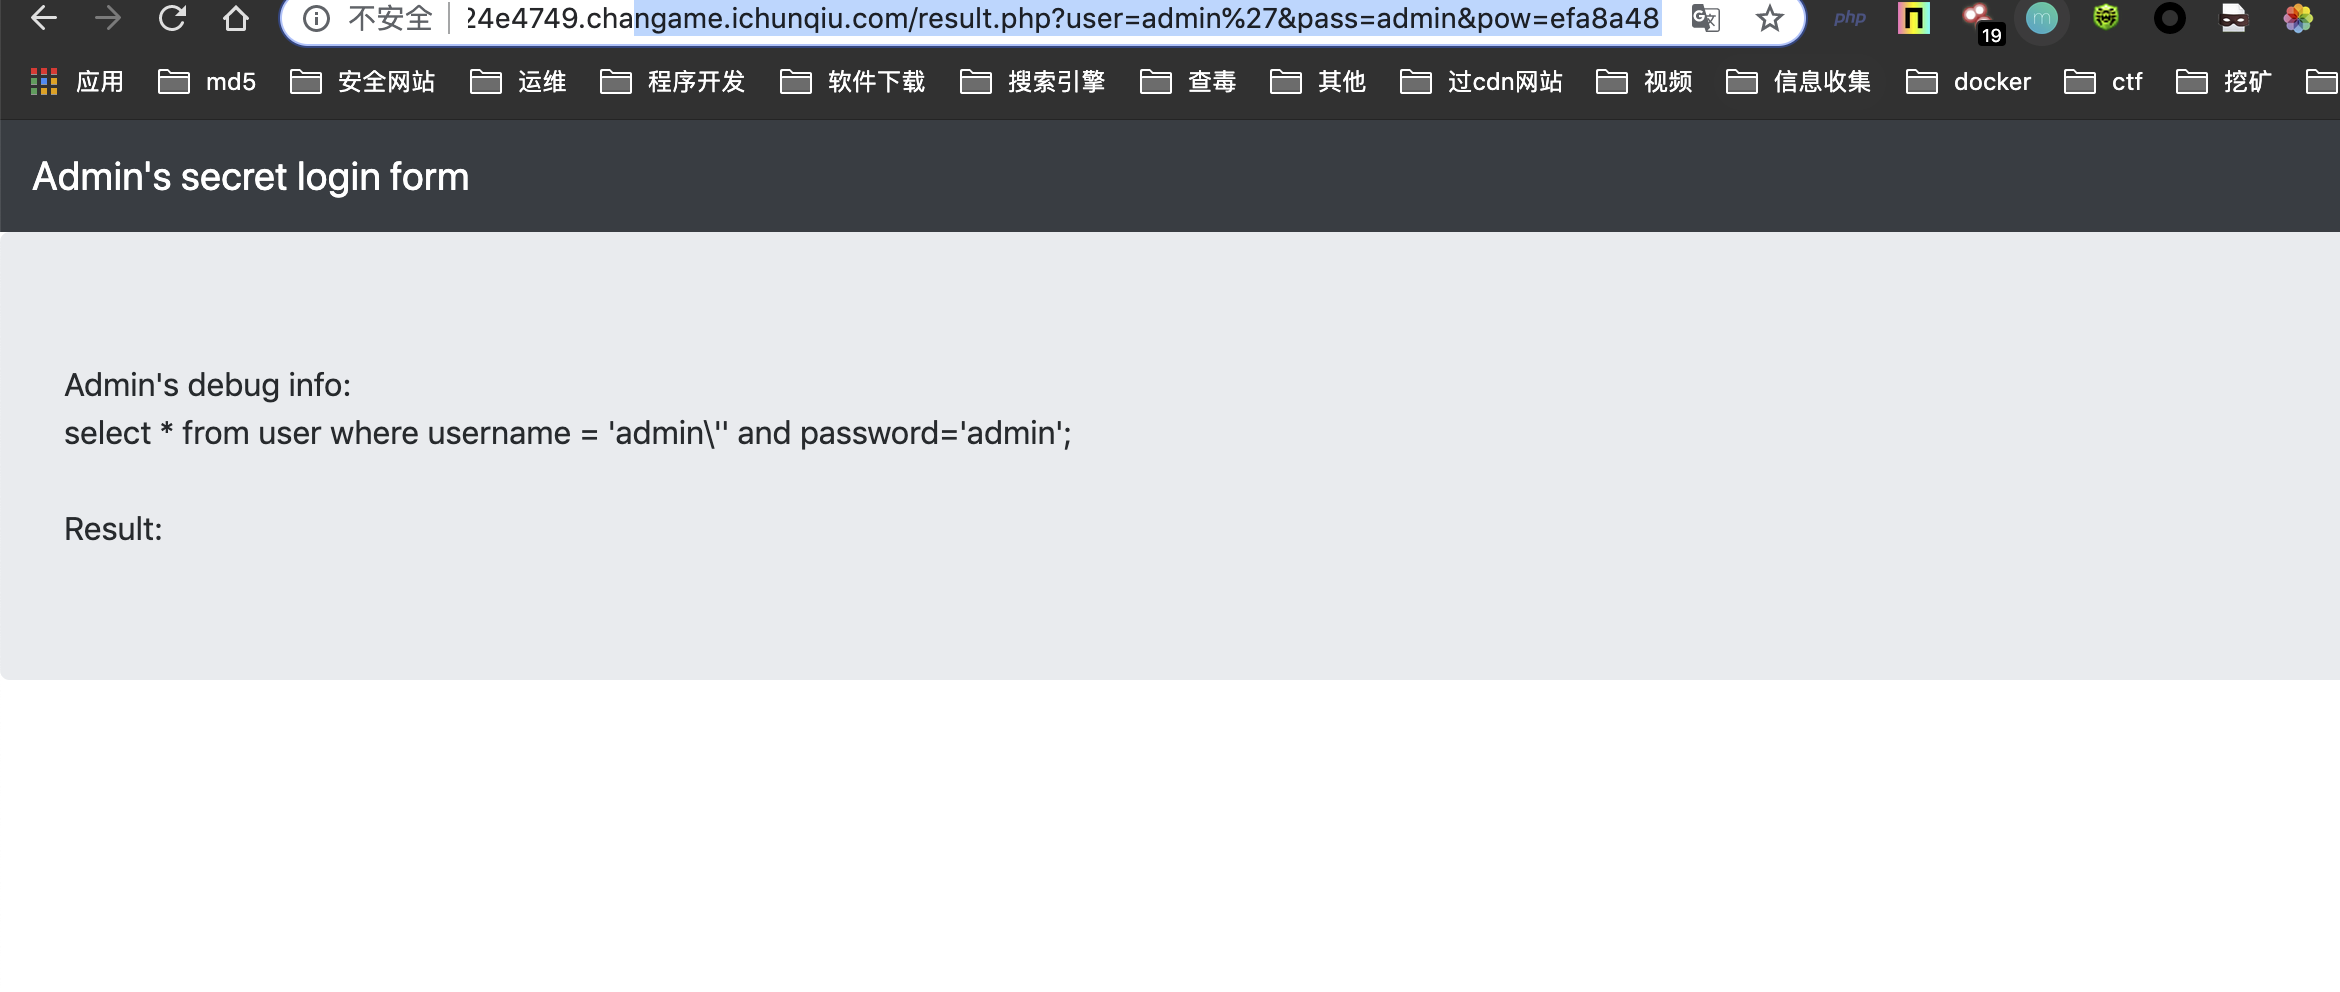 不安全 24e4749.changame.ichunqiu.com/result.php?user=admin%27&pass=admin&pow=efa8a48 php 19 m
应用 md5 安全网站 运维 程序开发 软件下载 搜索引擎 查毒 其他 过cdn网站 视频 信息收集 docker ctf 挖矿
Admin's secret login form
Admin's debug info:
select * from user where username = 'admin\'' and password='admin';
Result: